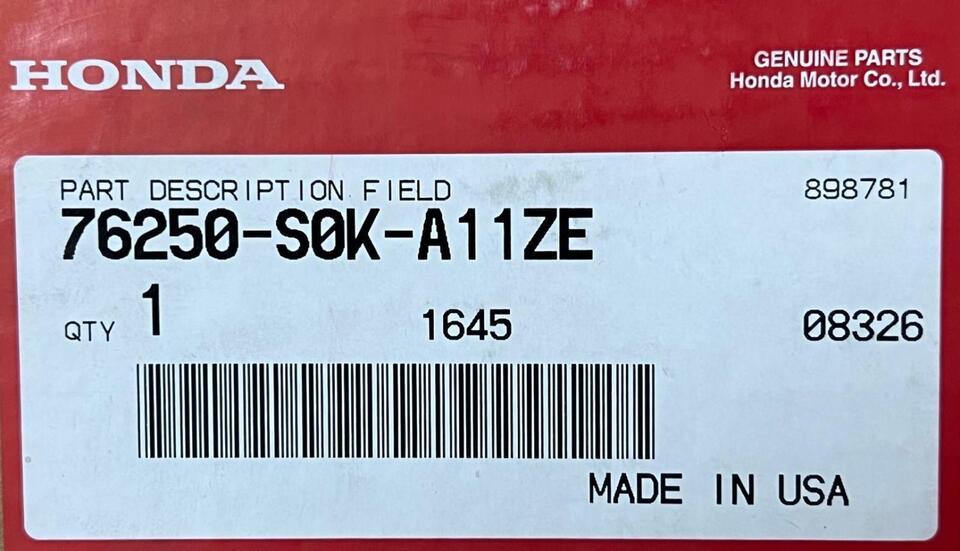 HONDA
GENUINE PARTS
Honda Motor Co., Ltd.
PART DESCRIPTION FIELD 898781
76250-S0K-A11ZE
QTY 1 1645 08326
MADE IN USA